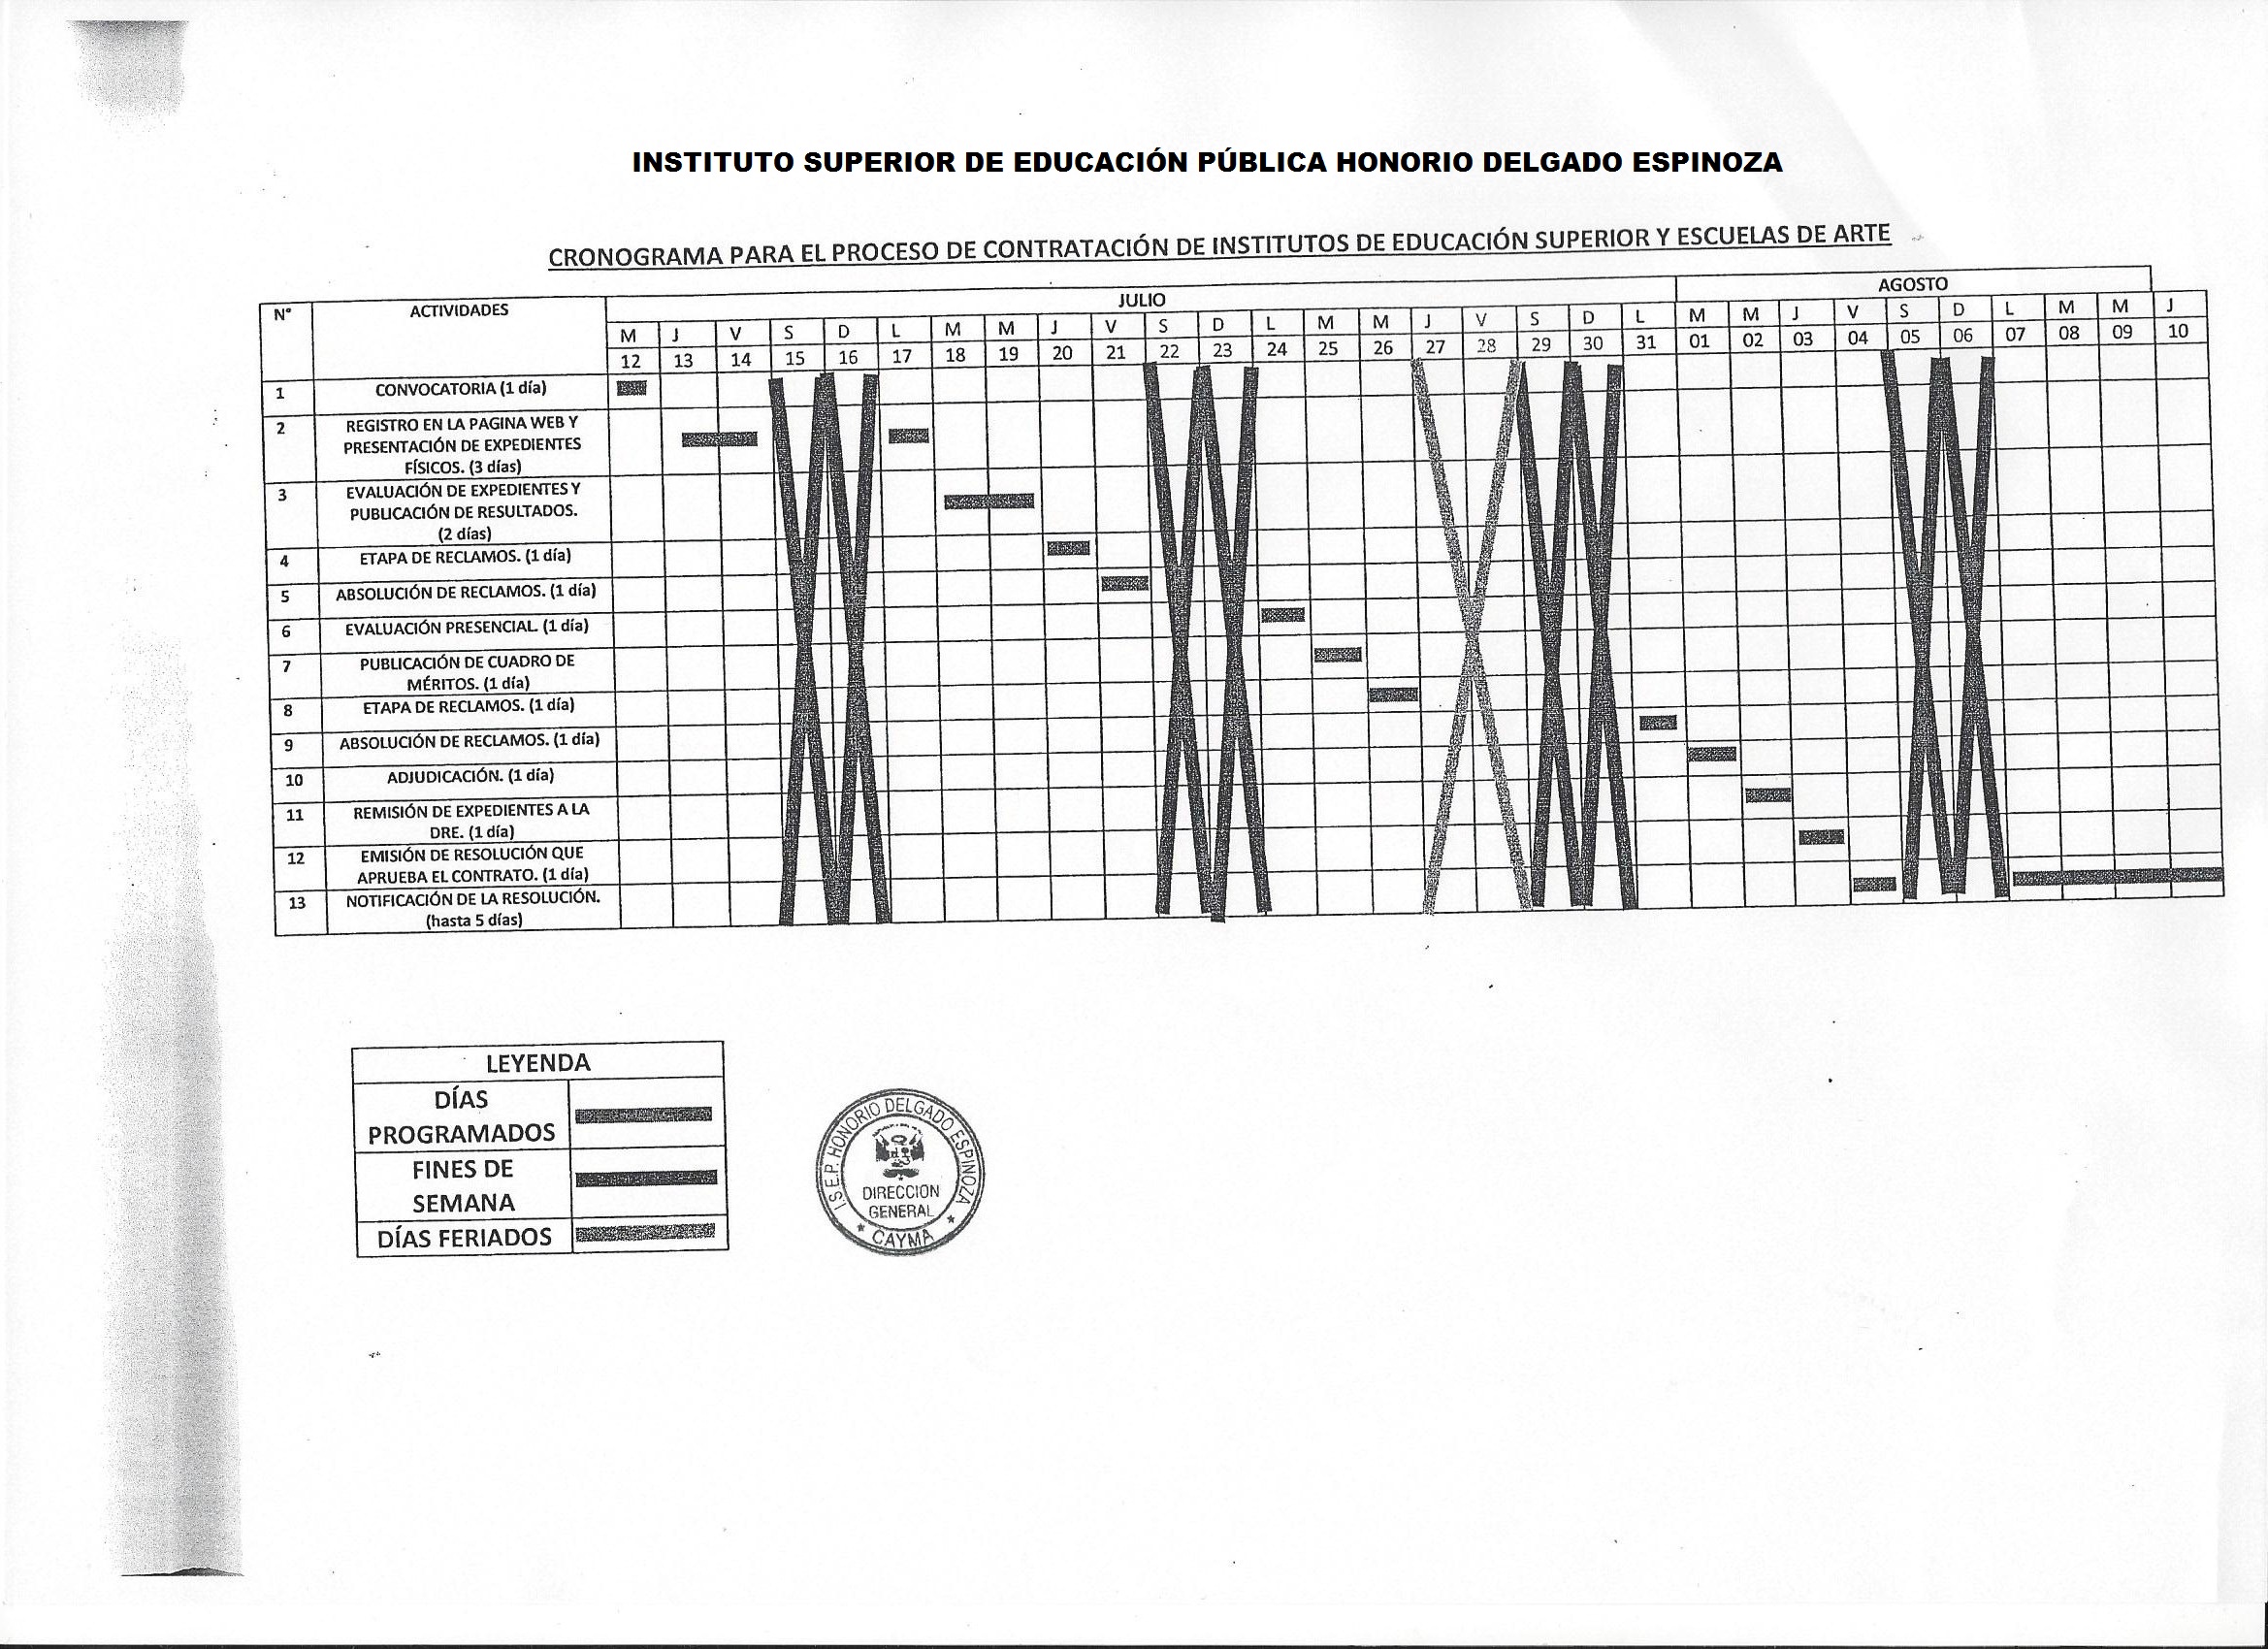 INSTITUTO SUPERIOR DE EDUCACIÓN PÚBLICA HONORIO DELGADO ESPINOZA
CRONOGRAMA PARA EL PROCESO DE CONTRATACIÓN DE INSTITUTOS DE EDUCACIÓN SUPERIOR Y ESCUELAS DE ARTE
N° ACTIVIDADES JULIO AGOSTO
M J V S D L M M J V S D L M M J V S D L M M J V S D L M M J
12 13 14 15 16 17 18 19 20 21 22 23 24 25 26 27 28 29 30 31 01 02 03 04 05 06 07 08 09 10
1 CONVOCATORIA (1 día)
2 REGISTRO EN LA PAGINA WEB Y
PRESENTACIÓN DE EXPEDIENTES
FÍSICOS. (3 días)
3 EVALUACIÓN DE EXPEDIENTES Y
PUBLICACIÓN DE RESULTADOS.
(2 días)
4 ETAPA DE RECLAMOS. (1 día)
5 ABSOLUCIÓN DE RECLAMOS. (1 día)
6 EVALUACIÓN PRESENCIAL. (1 día)
7 PUBLICACIÓN DE CUADRO DE
MÉRITOS. (1 día)
8 ETAPA DE RECLAMOS. (1 día)
9 ABSOLUCIÓN DE RECLAMOS. (1 día)
10 ADJUDICACIÓN. (1 día)
11 REMISIÓN DE EXPEDIENTES A LA
DRE. (1 día)
12 EMISIÓN DE RESOLUCIÓN QUE
APRUEBA EL CONTRATO. (1 día)
13 NOTIFICACIÓN DE LA RESOLUCIÓN.
(hasta 5 días)
LEYENDA
DÍAS
PROGRAMADOS
FINES DE
SEMANA
DÍAS FERIADOS
I.S.E.P. HONORIO DELGADO ESPINOZA
DIRECCION
GENERAL
CAYMA